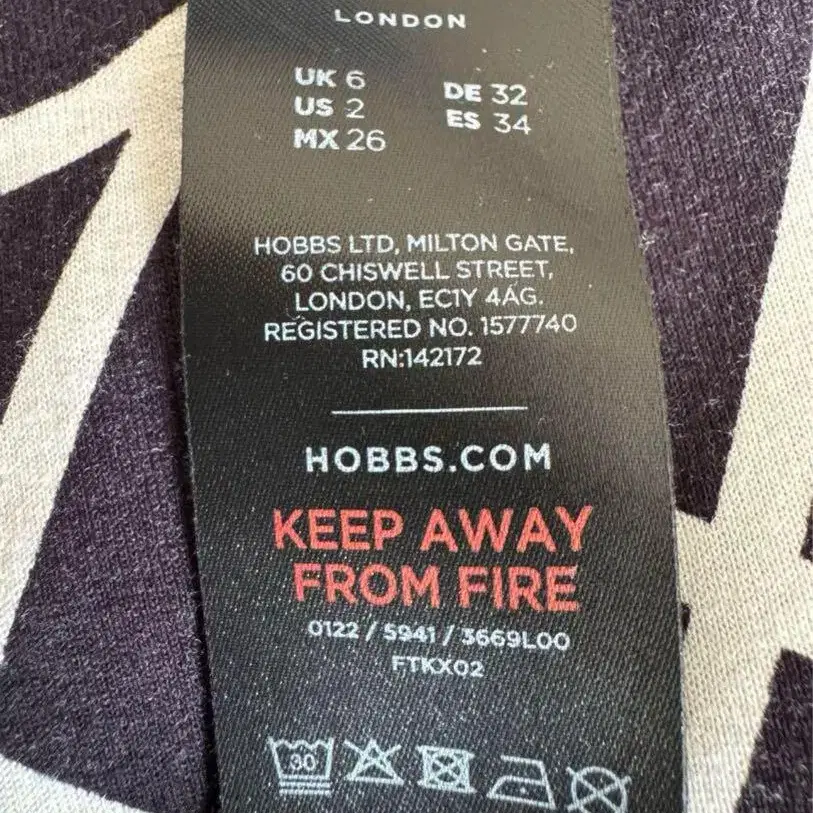 LONDON
UK 6
US 2
MX 26
DE 32
ES 34
HOBBS LTD, MILTON GATE,
60 CHISWELL STREET,
LONDON, EC1Y 4AG.
REGISTERED NO. 1577740
RN:142172
HOBBS.COM
KEEP AWAY
FROM FIRE
0122 / 5941 / 3669L00
FTKX02
30